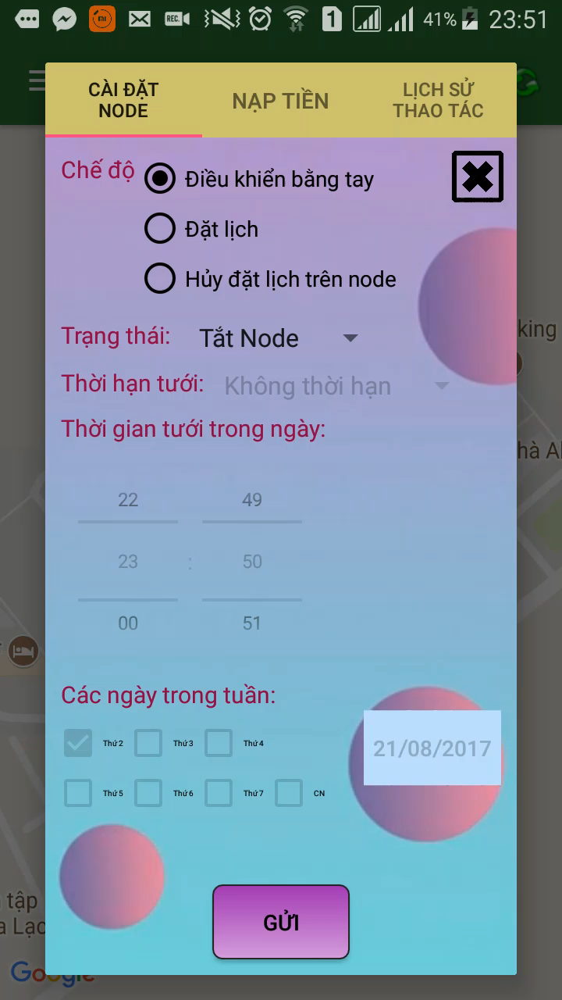 REC.
1
41%
23:51
CÀI ĐẶT
NODE
NẠP TIỀN
LỊCH SỬ
THAO TÁC
Chế độ
Điều khiển bằng tay
Đặt lịch
Hủy đặt lịch trên node
king
Trạng thái: Tắt Node
Thời hạn tưới: Không thời hạn
Thời gian tưới trong ngày:
hà A
22 49
23 : 50
00 51
Các ngày trong tuần:
Thứ 2 Thứ 3 Thứ 4
21/08/2017
Thứ 5 Thứ 6 Thứ 7 CN
tập
a Lạc
GỬI
Google